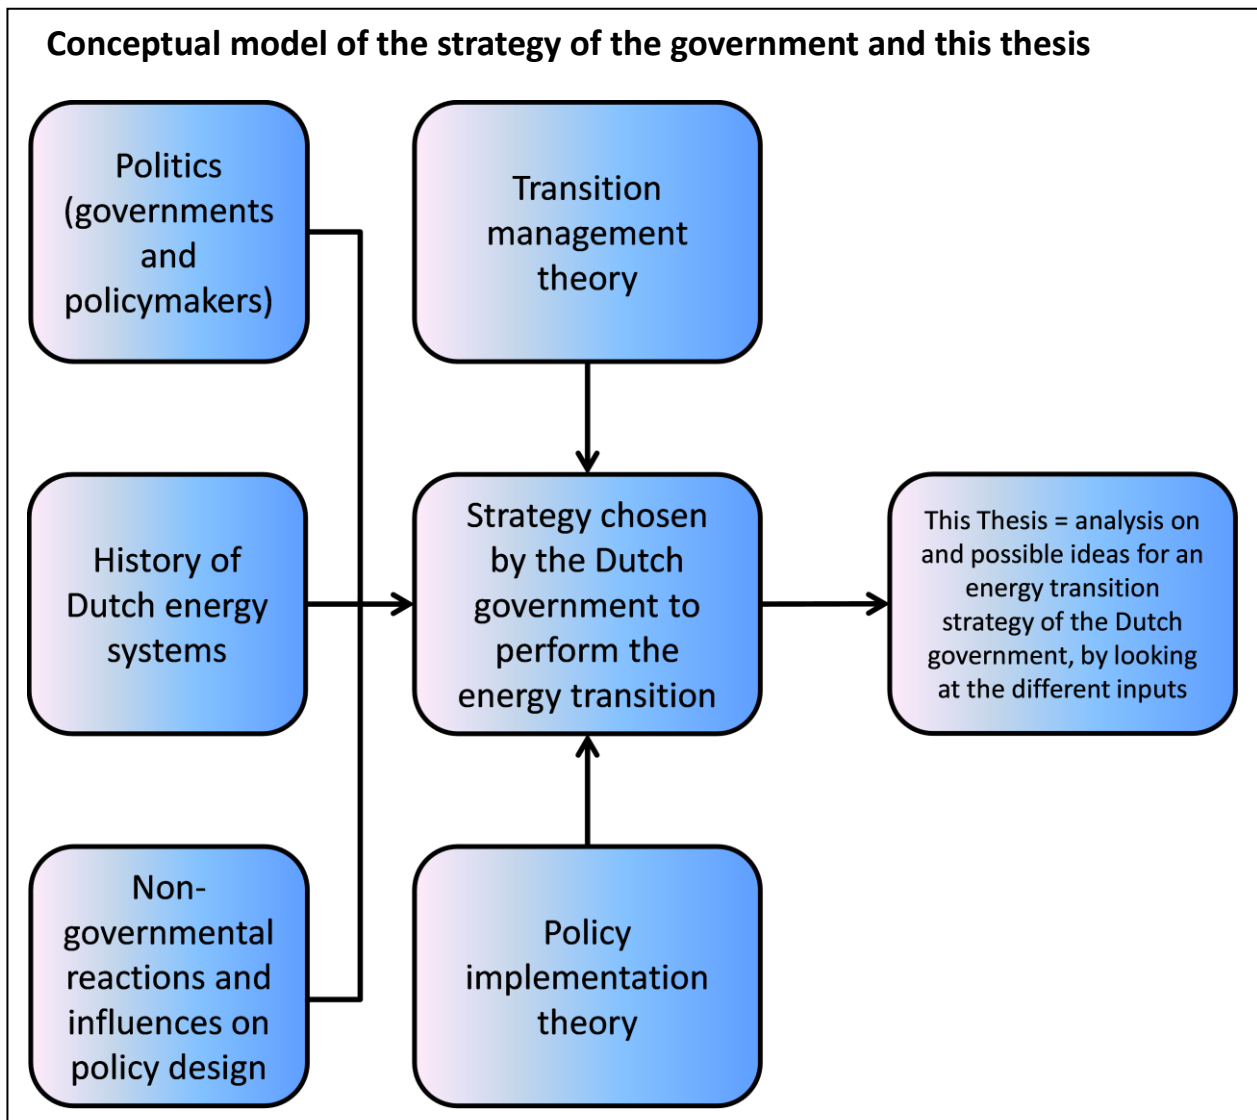 Conceptual model of the strategy of the government and this thesis
Politics
(governments
and
policymakers)
Transition
management
theory
History of
Dutch energy
systems
Strategy chosen
by the Dutch
government to
perform the
energy transition
This Thesis = analysis on
and possible ideas for an
energy transition
strategy of the Dutch
government, by looking
at the different inputs
Non-
governmental
reactions and
influences on
policy design
Policy
implementation
theory